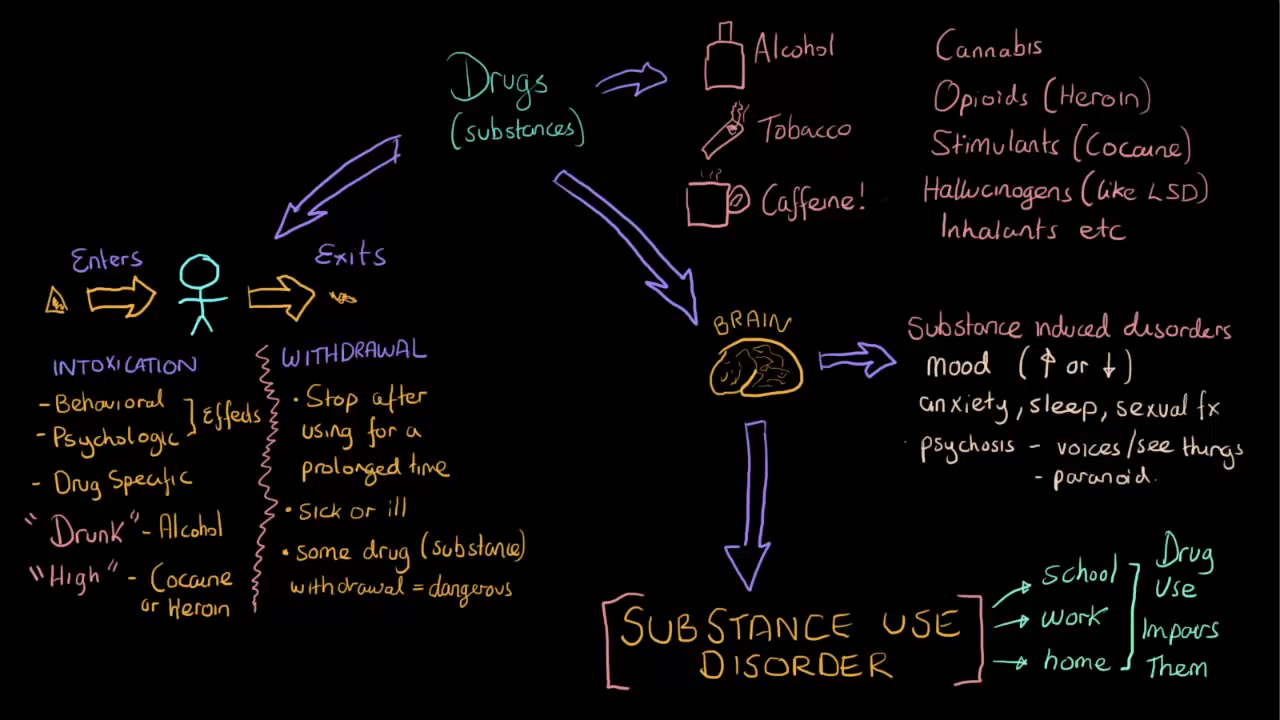 Drugs
(substances)
Alcohol
Tobacco
Caffeine!
Cannabis
Opioids (Heroin)
Stimulants (Cocaine)
Hallucinogens (like LSD)
Inhalants etc
Enters
Exits
INTOXICATION
- Behavioral
- Psychologic
Effects
- Drug Specific
"Drunk" - Alcohol
"High" - Cocaine
or Heroin
WITHDRAWAL
• Stop after
using for a
prolonged time
• Sick or ill
• some drug (substance)
withdrawal = dangerous
BRAIN
Substance induced disorders
mood (↑ or ↓)
anxiety, sleep, sexual fx
psychosis - voices/see things
- paranoid.
SUBSTANCE USE
DISORDER
school
work
home
Drug
Use
Impairs
Them